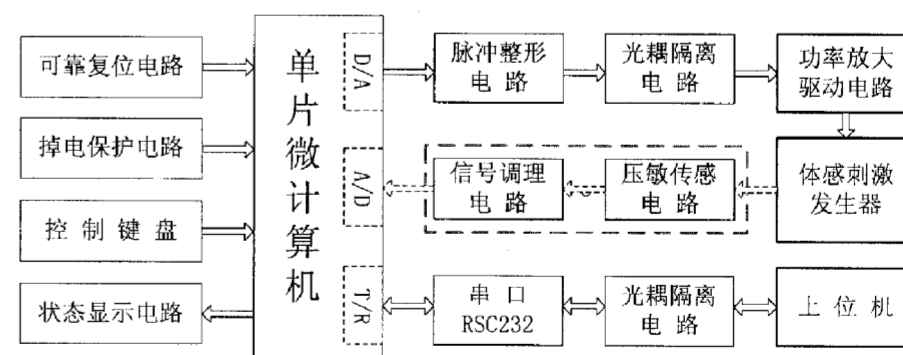 可靠复位电路
掉电保护电路
控制键盘
状态显示电路
单片微计算机
D/A
A/D
T/R
脉冲整形
电路
光耦隔离
电路
功率放大
驱动电路
信号调理
电路
压敏传感
电路
体感刺激
发生器
串口
RSC232
光耦隔离
电路
上位机